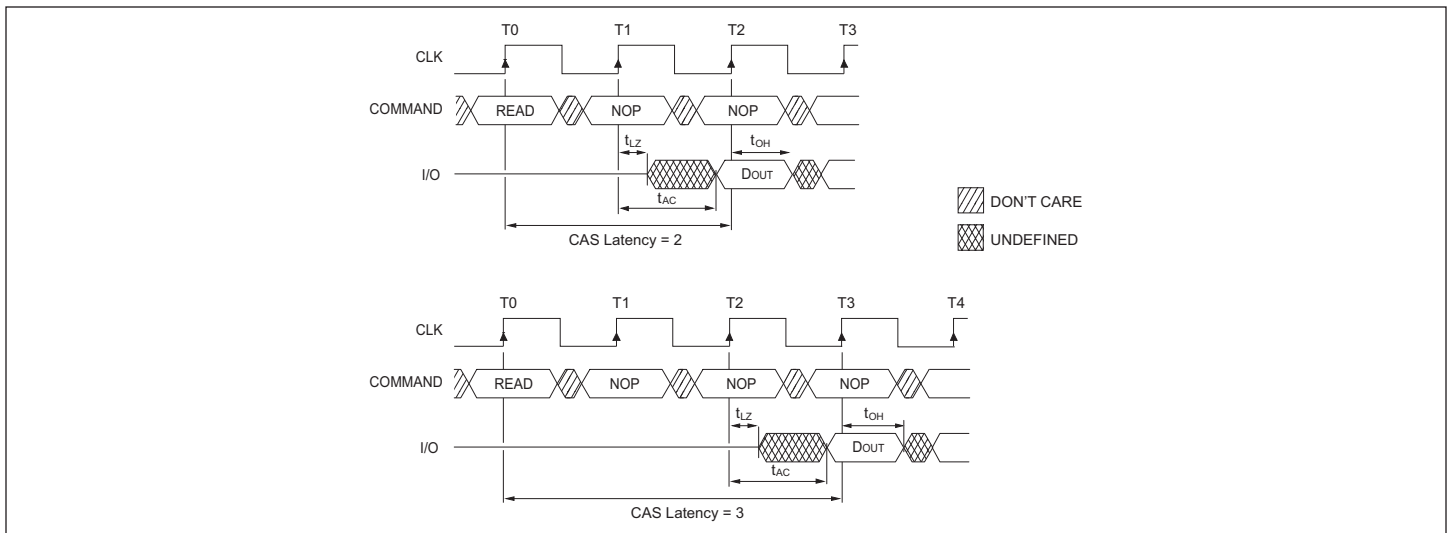 T0 T1 T2 T3
CLK
COMMAND READ NOP NOP
tLZ tOH
I/O DOUT
tAC
CAS Latency = 2
DON'T CARE
UNDEFINED
T0 T1 T2 T3 T4
CLK
COMMAND READ NOP NOP NOP
tLZ tOH
I/O DOUT
tAC
CAS Latency = 3